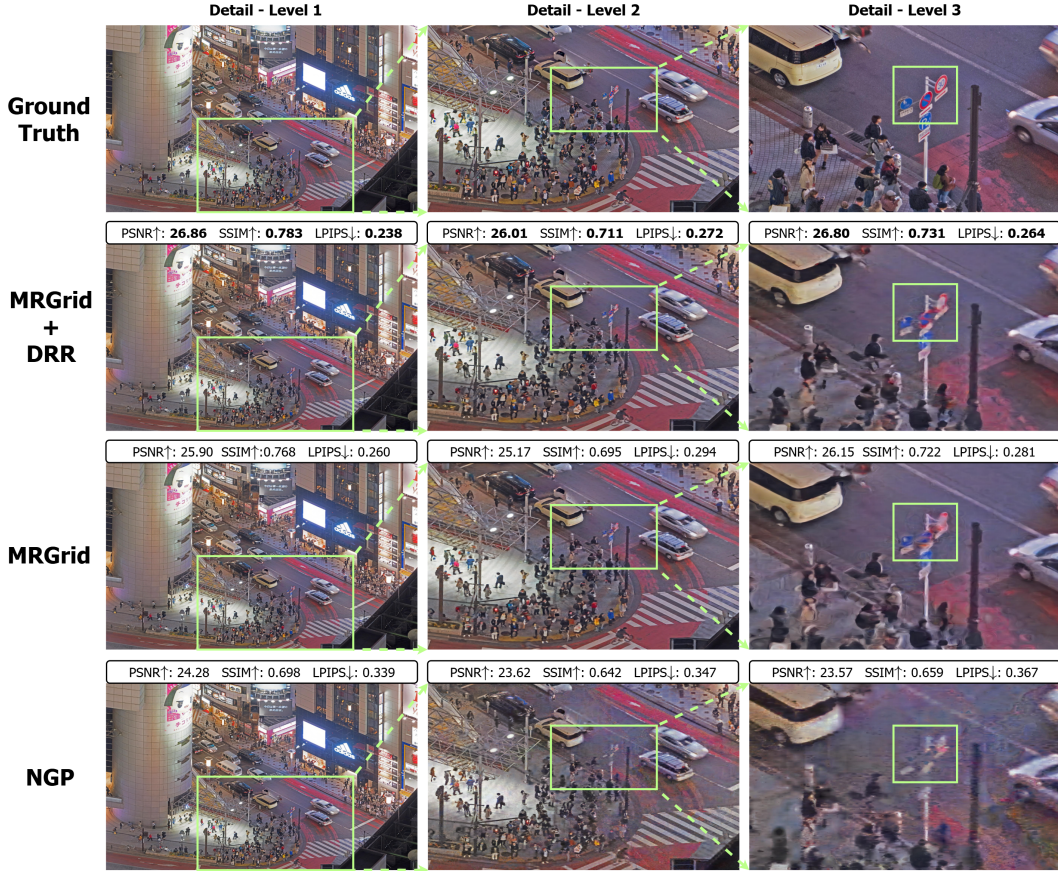 Detail - Level 1 Detail - Level 2 Detail - Level 3
Ground
Truth
PSNR↑: 26.86 SSIM↑: 0.783 LPIPS↓: 0.238
PSNR↑: 26.01 SSIM↑: 0.711 LPIPS↓: 0.272
PSNR↑: 26.80 SSIM↑: 0.731 LPIPS↓: 0.264
MRGrid
+
DRR
PSNR↑: 25.90 SSIM↑:0.768 LPIPS↓: 0.260
PSNR↑: 25.17 SSIM↑: 0.695 LPIPS↓: 0.294
PSNR↑: 26.15 SSIM↑: 0.722 LPIPS↓: 0.281
MRGrid
PSNR↑: 24.28 SSIM↑: 0.698 LPIPS↓: 0.339
PSNR↑: 23.62 SSIM↑: 0.642 LPIPS↓: 0.347
PSNR↑: 23.57 SSIM↑: 0.659 LPIPS↓: 0.367
NGP